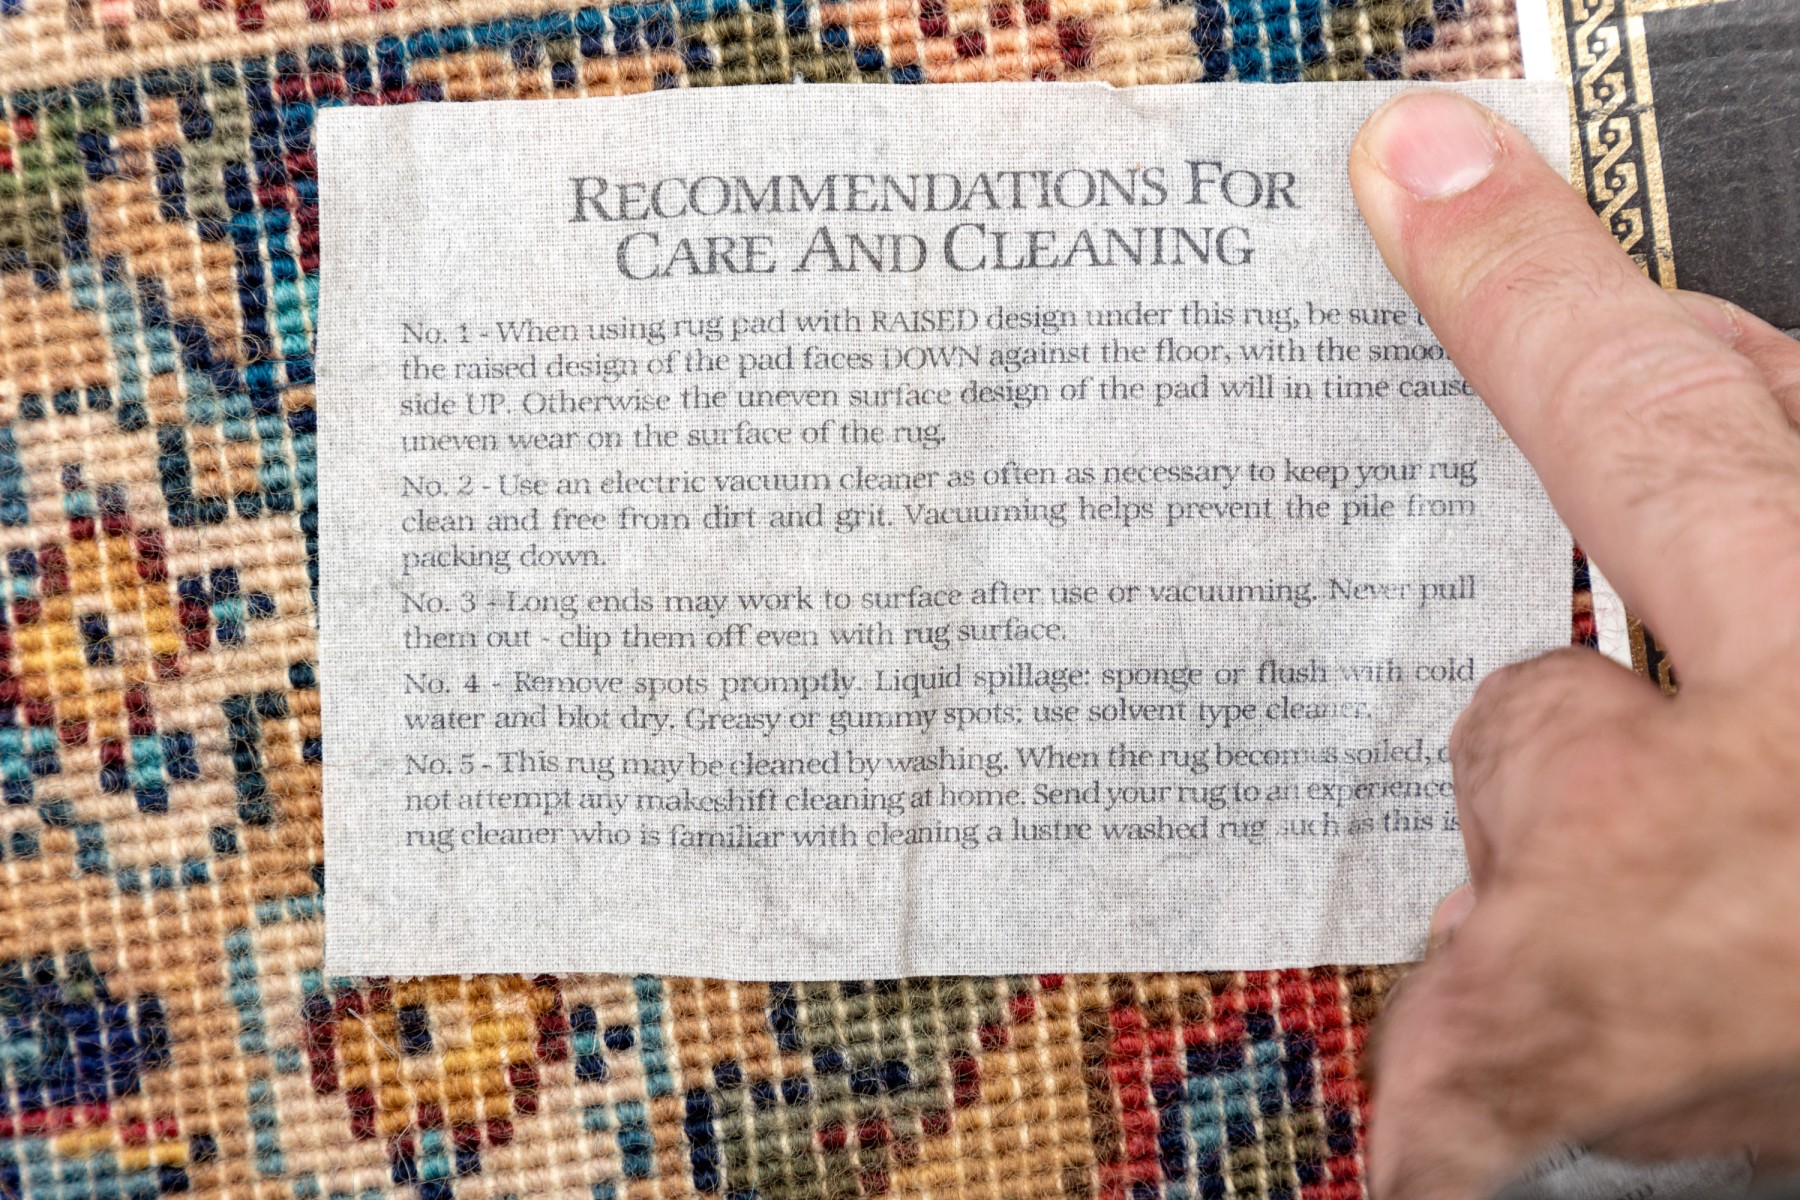 RECOMMENDATIONS FOR
CARE AND CLEANING
No. 1 - When using rug pad with RAISED design under this rug, be sure
the raised design of the pad faces DOWN against the floor, with the
side UP. Otherwise the uneven surface design of the pad will in time cause
uneven wear on the surface of the rug.
No. 2 - Use an electric vacuum cleaner as often as necessary to keep your rug
clean and free from dirt and grit. Vacuuming helps prevent the pile from
packing down.
No. 3 - Long ends may work to surface after use or vacuuming. Never pull
them out - clip them off even with rug surface.
No. 4 - Remove spots promptly. Liquid spillage: sponge or flush with cold
water and blot dry. Greasy or gummy spots: use solvent type cleaner.
No. 5 - This rug may be cleaned by washing. When the rug becomes soiled,
not attempt any makeshift cleaning at home. Send your rug to an
rug cleaner who is familiar with cleaning a lustre washed rug such as this is